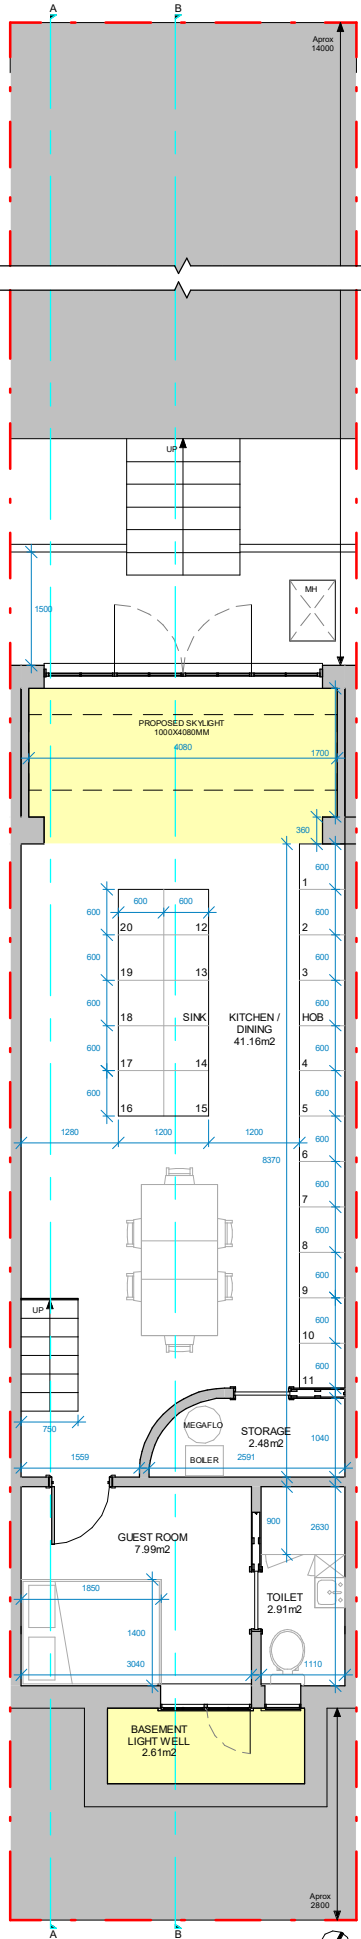 A
B
Aprox
14000
UP
MH
1500
PROPOSED SKYLIGHT
1000X4080MM
4080
1700
360
600
1
600
600
600
20
12
600
2
600
19
13
600
3
600
18
SINK
KITCHEN /
DINING
41.16m2
HOB
600
600
17
14
4
600
600
16
15
5
600
1280
1200
1200
8370
6
600
7
600
8
600
9
600
UP
10
600
11
750
MEGAFLO
STORAGE
2.48m2
BOILER
1559
2591
1040
900
2630
GUEST ROOM
7.99m2
1850
1400
TOILET
2.91m2
3040
1110
BASEMENT
LIGHT WELL
2.61m2
Aprox
2800
A
B